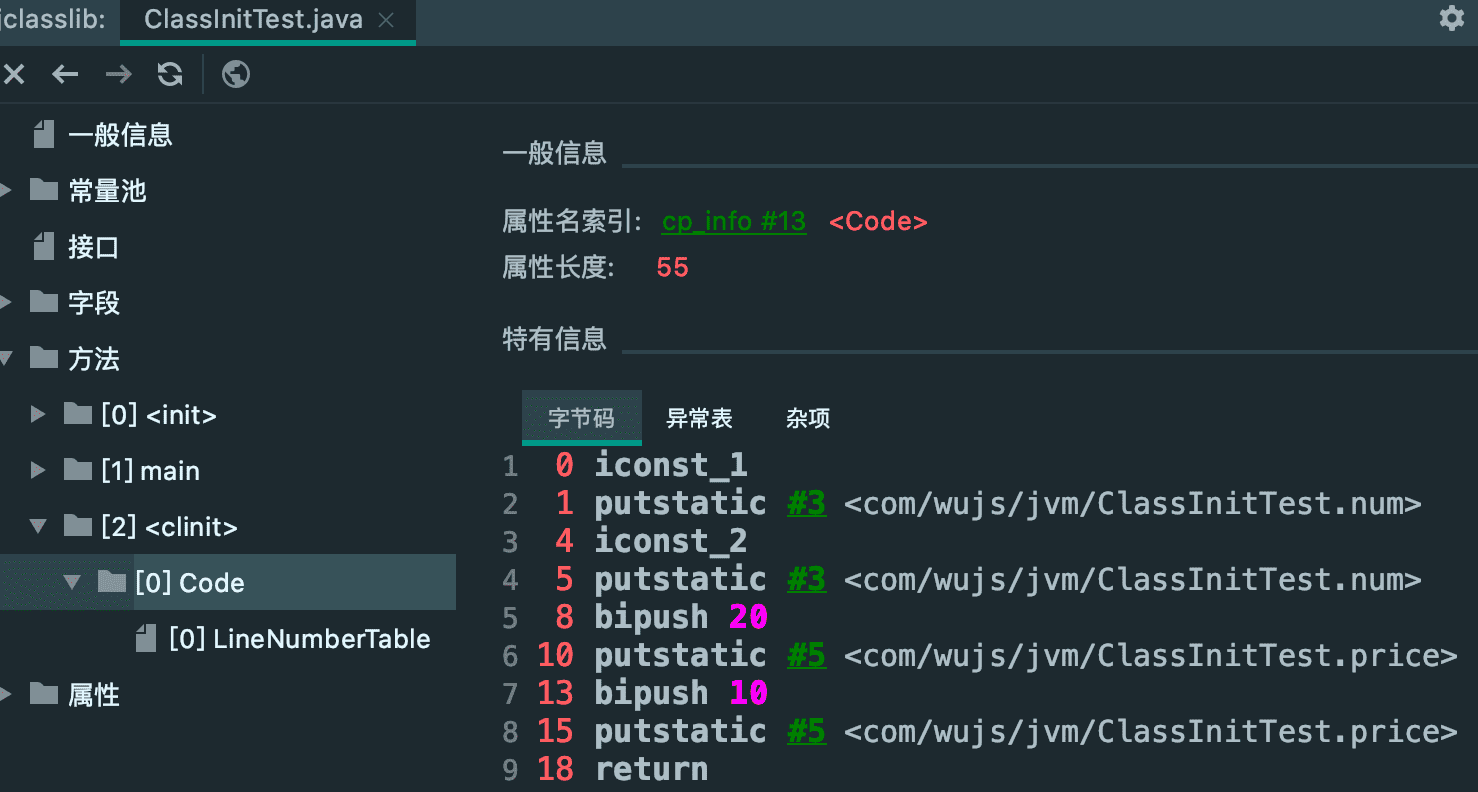 jclasslib: ClassInitTest.java
一般信息
常量池
接口
字段
方法
[0] <init>
[1] main
[2] <clinit>
[0] Code
[0] LineNumberTable
属性
一般信息
属性名索引: cp_info #13 <Code>
属性长度: 55
特有信息
字节码 异常表 杂项
1 0 iconst_1
2 1 putstatic #3 <com/wujs/jvm/ClassInitTest.num>
3 4 iconst_2
4 5 putstatic #3 <com/wujs/jvm/ClassInitTest.num>
5 8 bipush 20
6 10 putstatic #5 <com/wujs/jvm/ClassInitTest.price>
7 13 bipush 10
8 15 putstatic #5 <com/wujs/jvm/ClassInitTest.price>
9 18 return